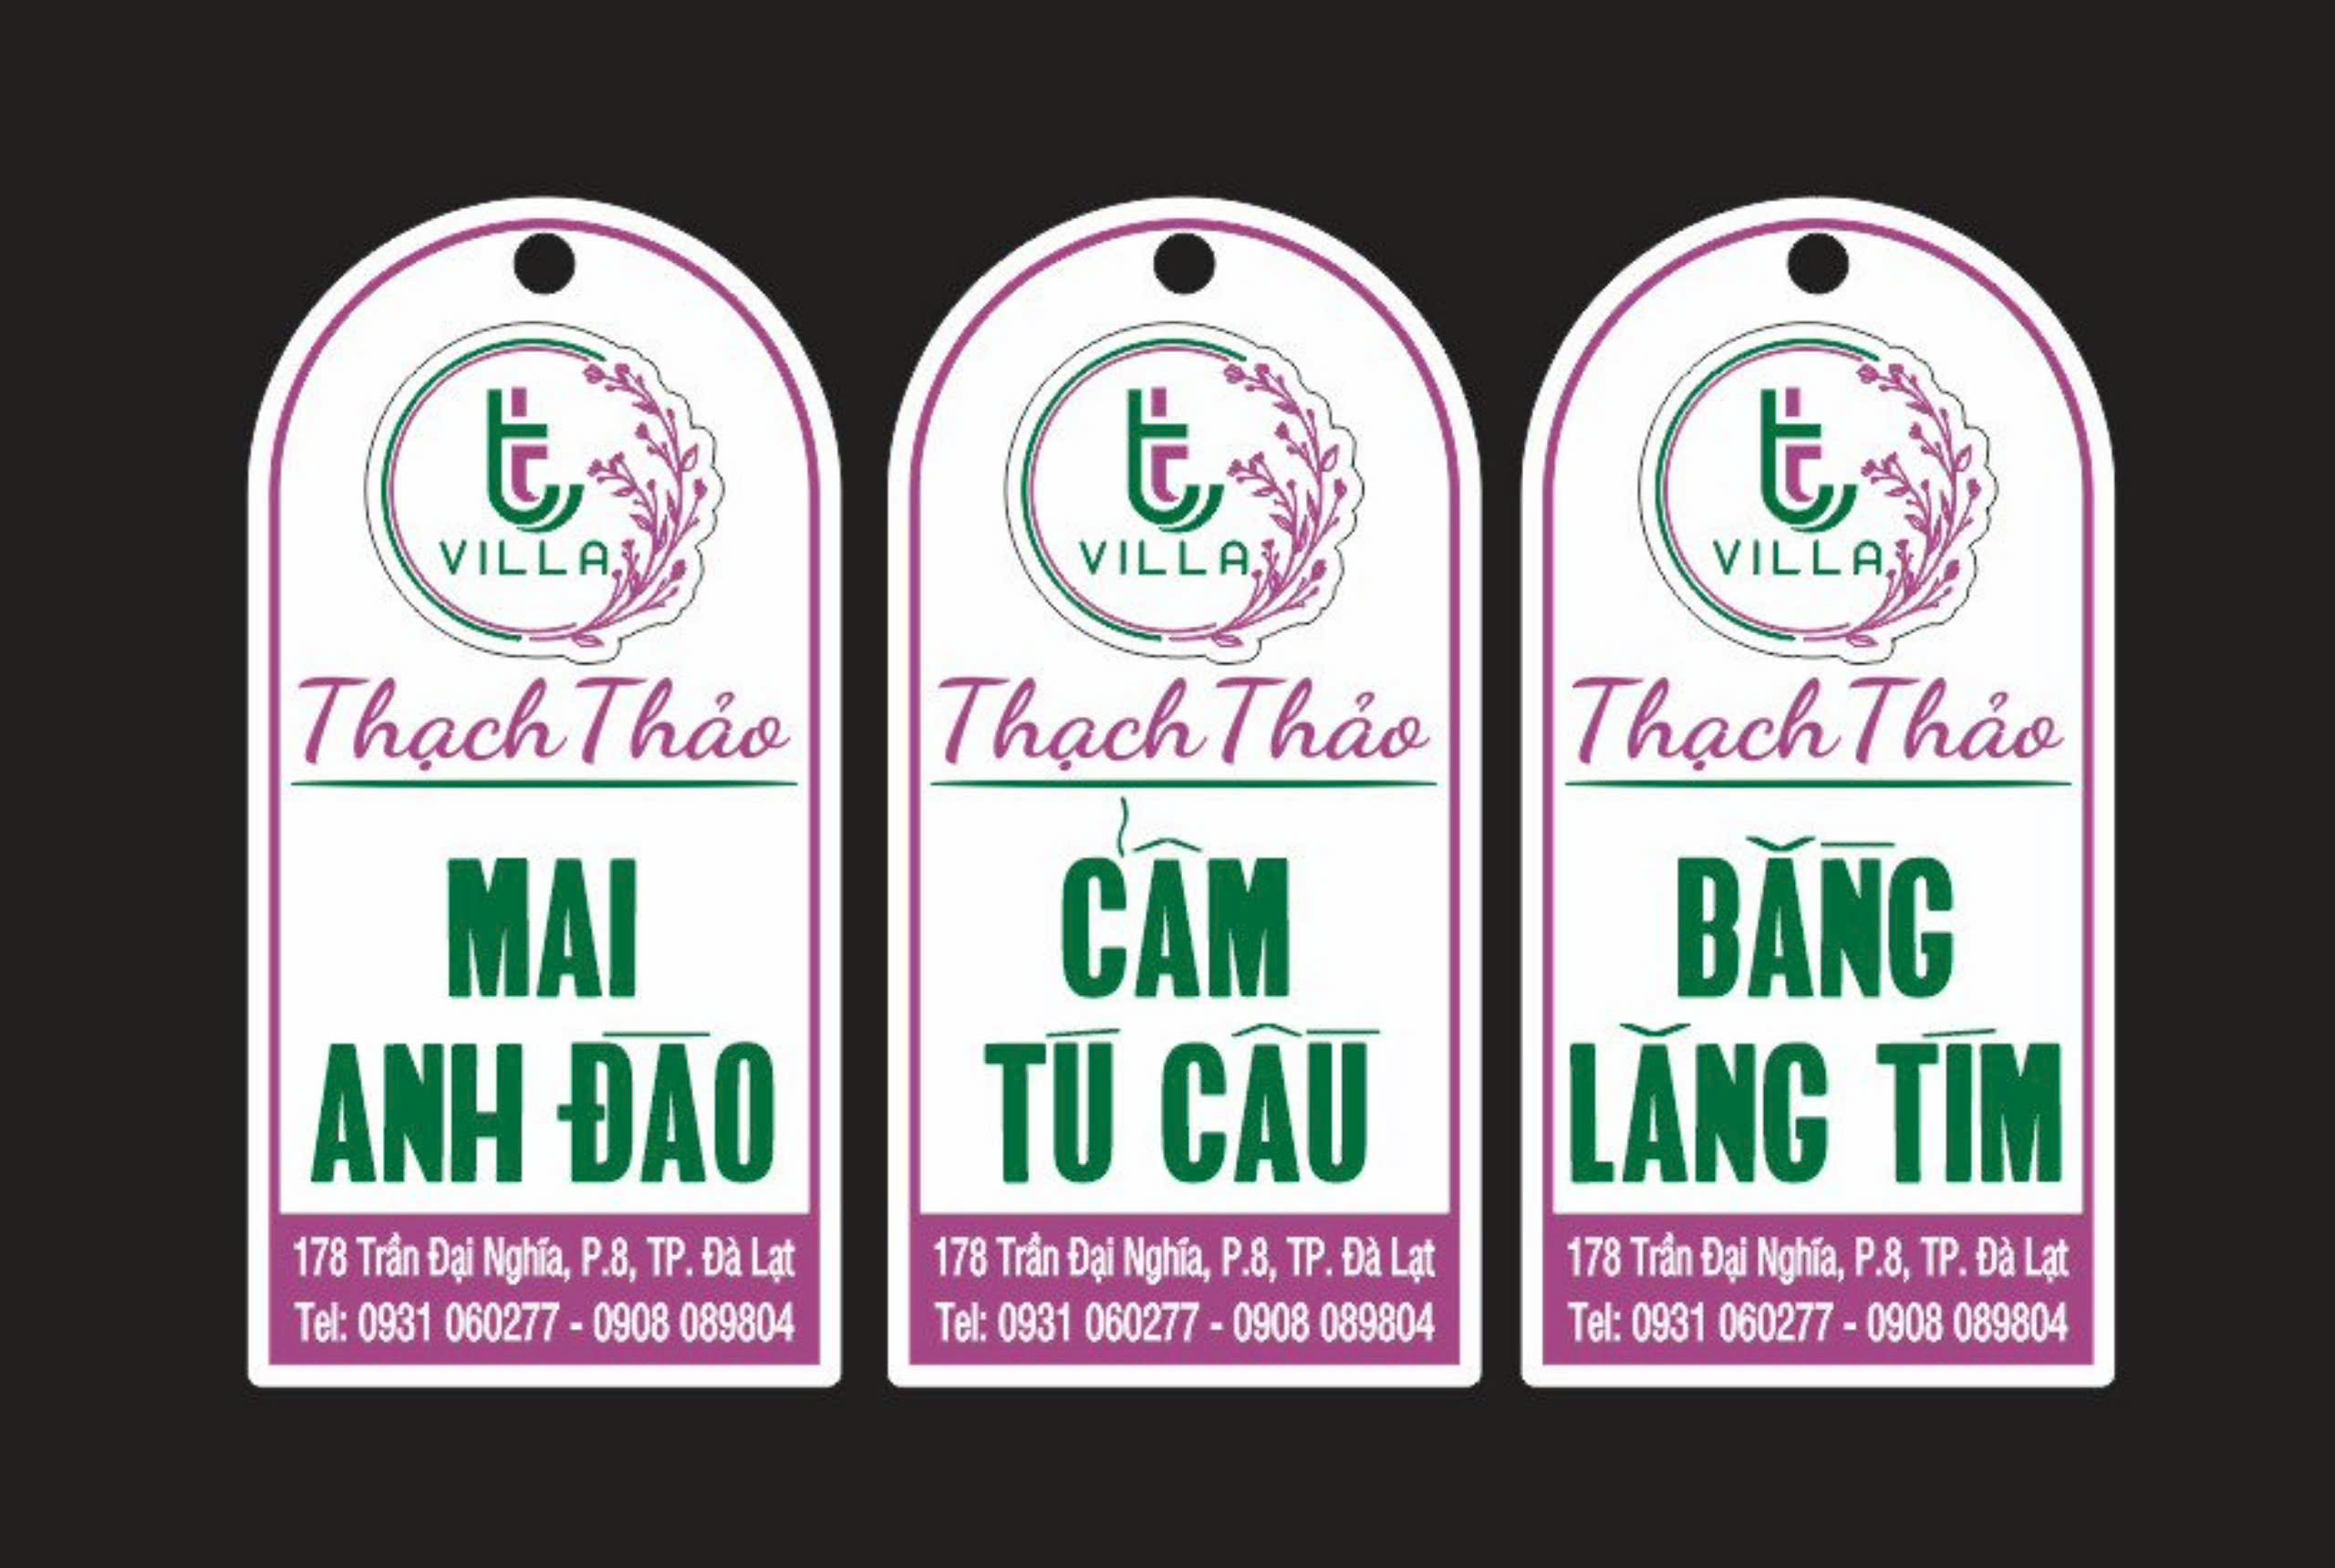 VILLA
Thạch Thảo
MAI
ANH ĐÀO
178 Trần Đại Nghĩa, P.8, TP. Đà Lạt
Tel: 0931 060277 - 0908 089804
VILLA
Thạch Thảo
CẨM
TÚ CẦU
178 Trần Đại Nghĩa, P.8, TP. Đà Lạt
Tel: 0931 060277 - 0908 089804
VILLA
Thạch Thảo
BẰNG
LĂNG TÍM
178 Trần Đại Nghĩa, P.8, TP. Đà Lạt
Tel: 0931 060277 - 0908 089804